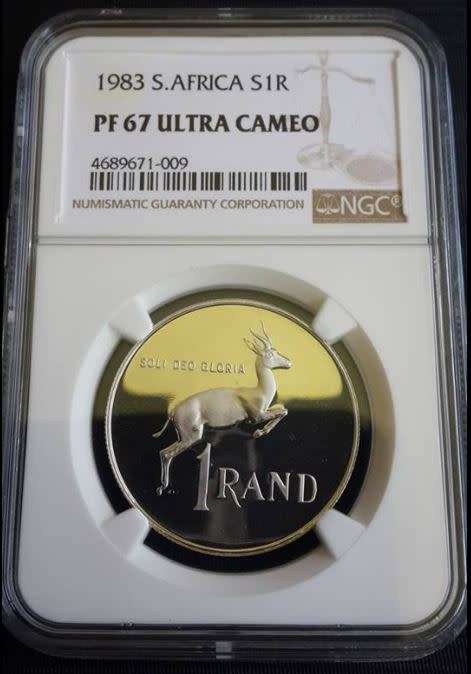 1983 S.AFRICA S1R
PF 67 ULTRA CAMEO
4689671-009
NUMISMATIC GUARANTY CORPORATION
NGC®
SOLI DEO GLORIA
1 RAND